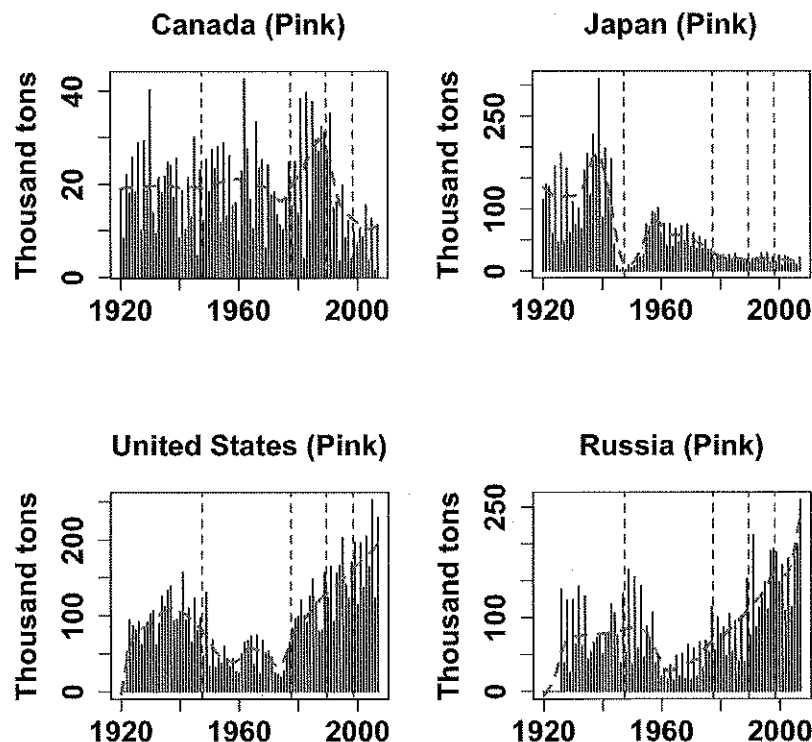 Canada (Pink)
Thousand tons
40
20
0
1920 1960 2000
Japan (Pink)
Thousand tons
250
100
0
1920 1960 2000
United States (Pink)
Thousand tons
200
100
0
1920 1960 2000
Russia (Pink)
Thousand tons
250
100
0
1920 1960 2000